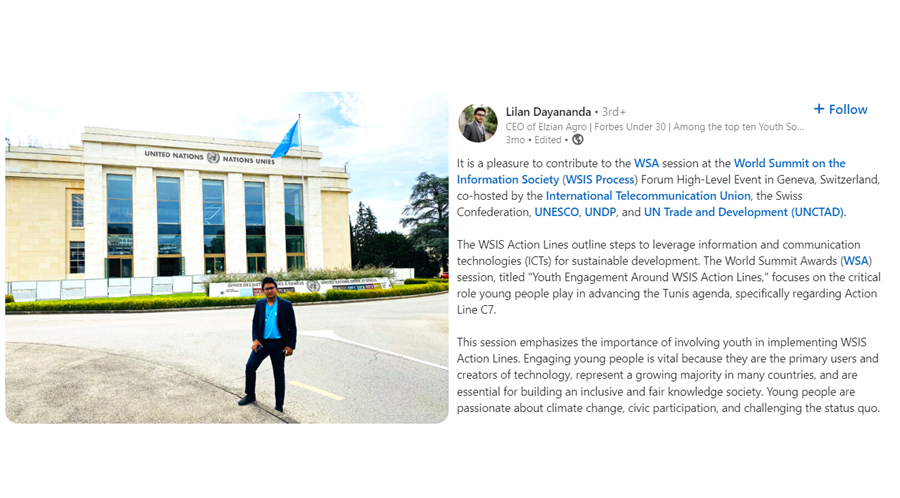 UNITED NATIONS NATIONS UNIES
Lilan Dayananda • 3rd+
+ Follow
CEO of Elzian Agro | Forbes Under 30 | Among the top ten Youth So...
3mo • Edited •
It is a pleasure to contribute to the WSA session at the World Summit on the
Information Society (WSIS Process) Forum High-Level Event in Geneva, Switzerland,
co-hosted by the International Telecommunication Union, the Swiss
Confederation, UNESCO, UNDP, and UN Trade and Development (UNCTAD).
The WSIS Action Lines outline steps to leverage information and communication
technologies (ICTs) for sustainable development. The World Summit Awards (WSA)
session, titled "Youth Engagement Around WSIS Action Lines," focuses on the critical
role young people play in advancing the Tunis agenda, specifically regarding Action
Line C7.
This session emphasizes the importance of involving youth in implementing WSIS
Action Lines. Engaging young people is vital because they are the primary users and
creators of technology, represent a growing majority in many countries, and are
essential for building an inclusive and fair knowledge society. Young people are
passionate about climate change, civic participation, and challenging the status quo.